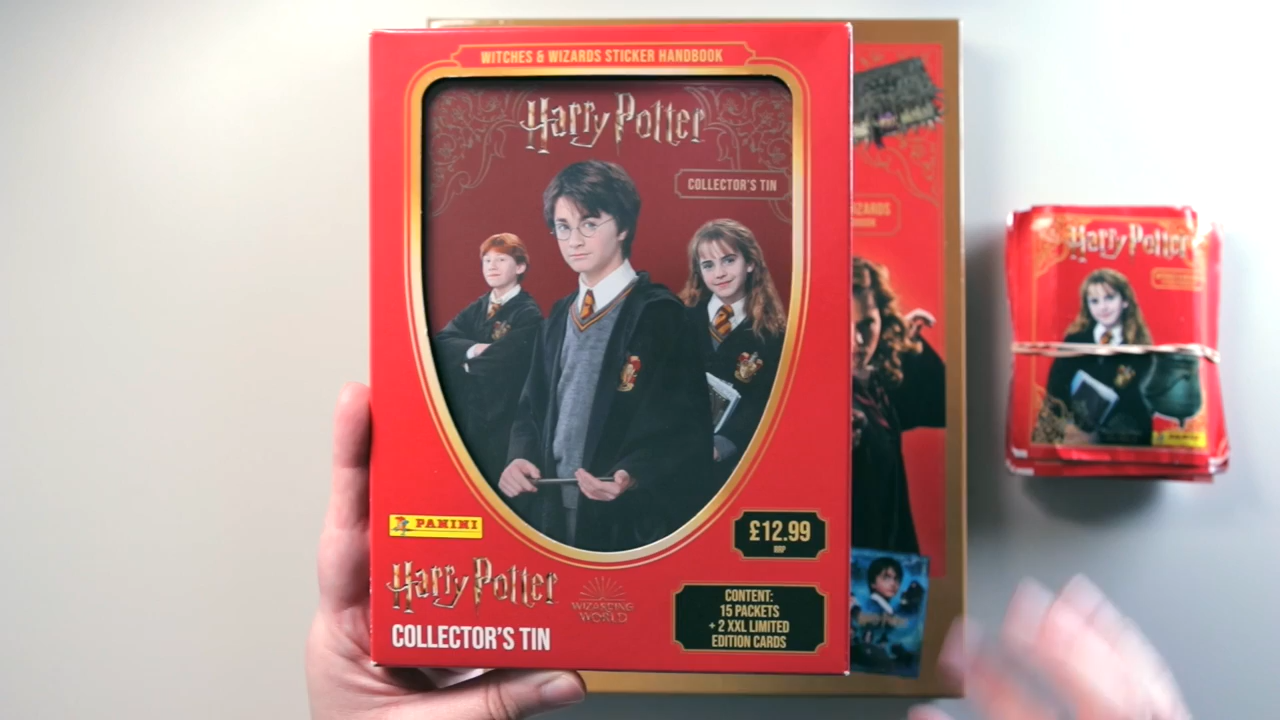 WITCHES & WIZARDS STICKER HANDBOOK
Harry Potter
COLLECTOR'S TIN
PANINI
£12.99
RRP
Harry Potter
WIZARDING
WORLD
COLLECTOR'S TIN
CONTENT:
15 PACKETS
+ 2 XXL LIMITED
EDITION CARDS
Harry Potter
PANINI